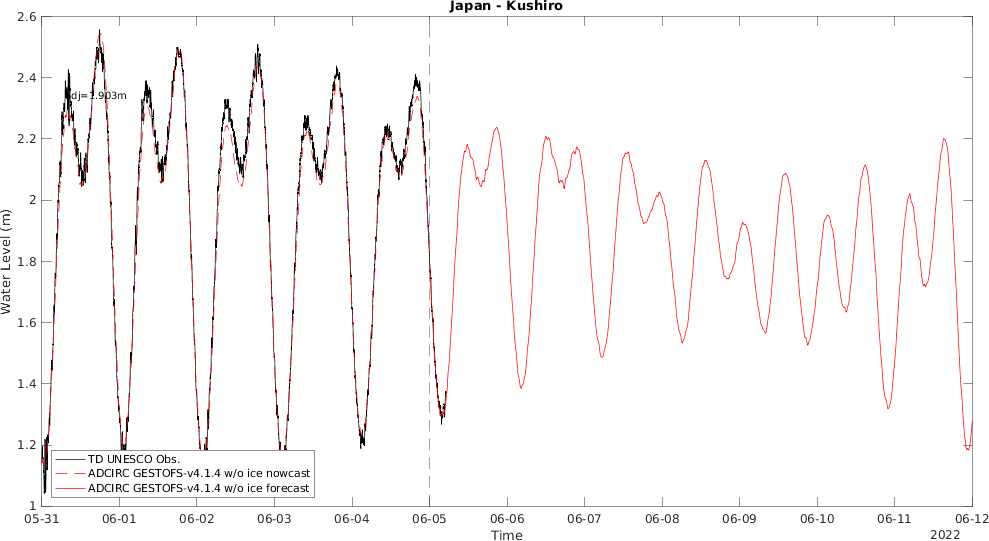 Japan - Kushiro
2.6
2.4
2.2
2
1.8
1.6
1.4
1.2
1
Water Level (m)
adj=1.903m
TD UNESCO Obs.
ADCIRC GESTOFS-v4.1.4 w/o ice nowcast
ADCIRC GESTOFS-v4.1.4 w/o ice forecast
05-31 06-01 06-02 06-03 06-04 06-05 06-06 06-07 06-08 06-09 06-10 06-11 06-12
Time
2022